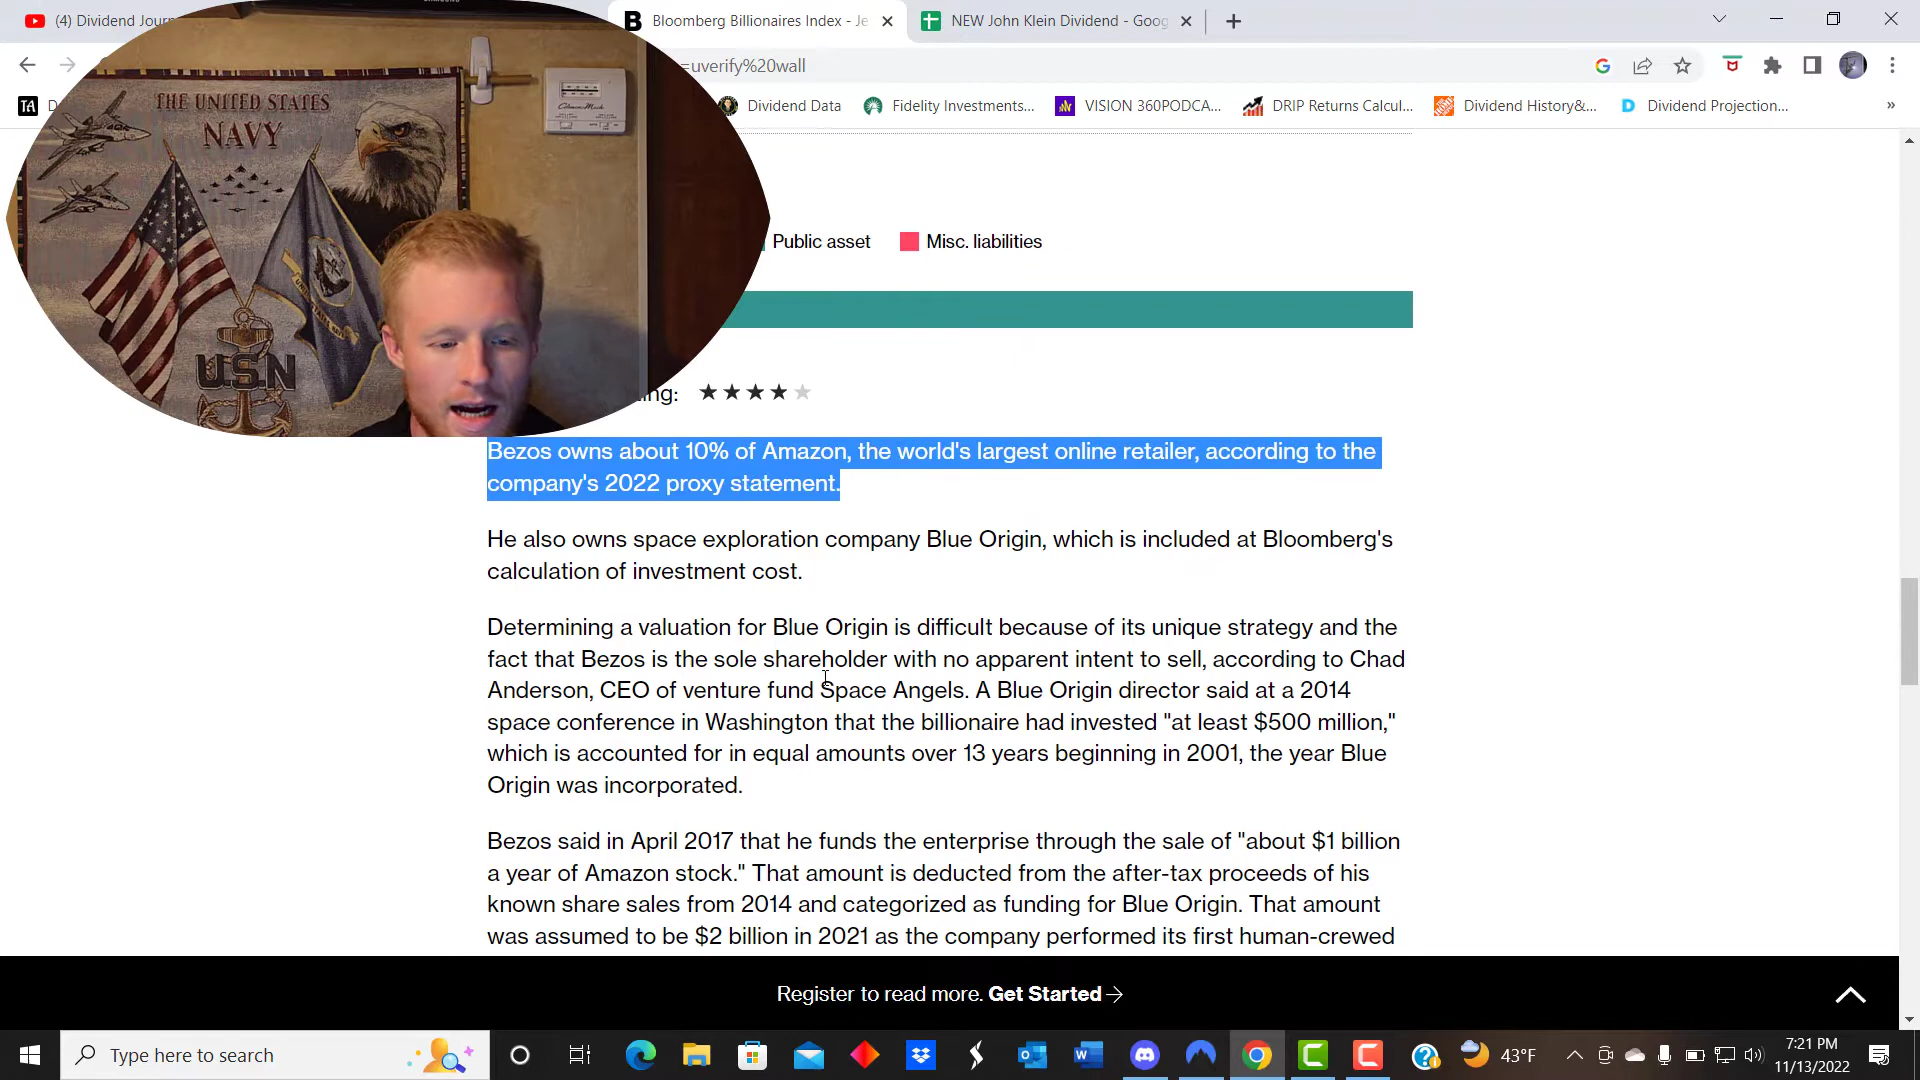 (4) Dividend Jour
Bloomberg Billionaires Index - Je
NEW John Klein Dividend - Goog
=uverify%20wall
D
Dividend Data
Fidelity Investments...
VISION 360PODCA...
DRIP Returns Calcul...
Dividend History&...
Dividend Projection...
THE UNITED STATES
NAVY
U.S.N
Public asset
Misc. liabilities
ng:
Bezos owns about 10% of Amazon, the world's largest online retailer, according to the
company's 2022 proxy statement.
He also owns space exploration company Blue Origin, which is included at Bloomberg's
calculation of investment cost.
Determining a valuation for Blue Origin is difficult because of its unique strategy and the
fact that Bezos is the sole shareholder with no apparent intent to sell, according to Chad
Anderson, CEO of venture fund Space Angels. A Blue Origin director said at a 2014
space conference in Washington that the billionaire had invested "at least $500 million,"
which is accounted for in equal amounts over 13 years beginning in 2001, the year Blue
Origin was incorporated.
Bezos said in April 2017 that he funds the enterprise through the sale of "about $1 billion
a year of Amazon stock." That amount is deducted from the after-tax proceeds of his
known share sales from 2014 and categorized as funding for Blue Origin. That amount
was assumed to be $2 billion in 2021 as the company performed its first human-crewed
Register to read more. Get Started
Type here to search
43°F
7:21 PM
11/13/2022